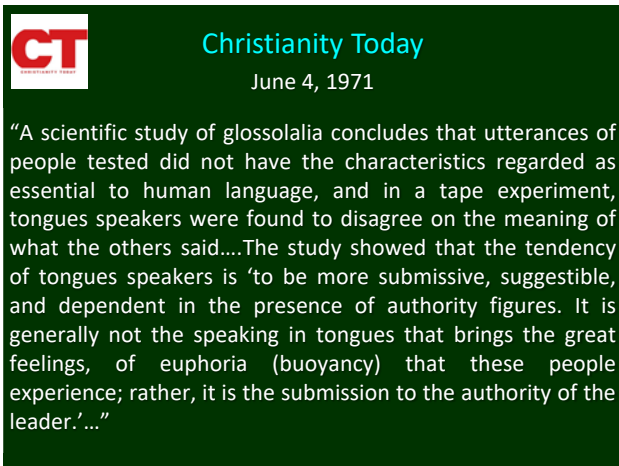 CT
CHRISTIANITY TODAY
Christianity Today
June 4, 1971
“A scientific study of glossolalia concludes that utterances of
people tested did not have the characteristics regarded as
essential to human language, and in a tape experiment,
tongues speakers were found to disagree on the meaning of
what the others said….The study showed that the tendency
of tongues speakers is ‘to be more submissive, suggestible,
and dependent in the presence of authority figures. It is
generally not the speaking in tongues that brings the great
feelings, of euphoria (buoyancy) that these people
experience; rather, it is the submission to the authority of the
leader.’…”